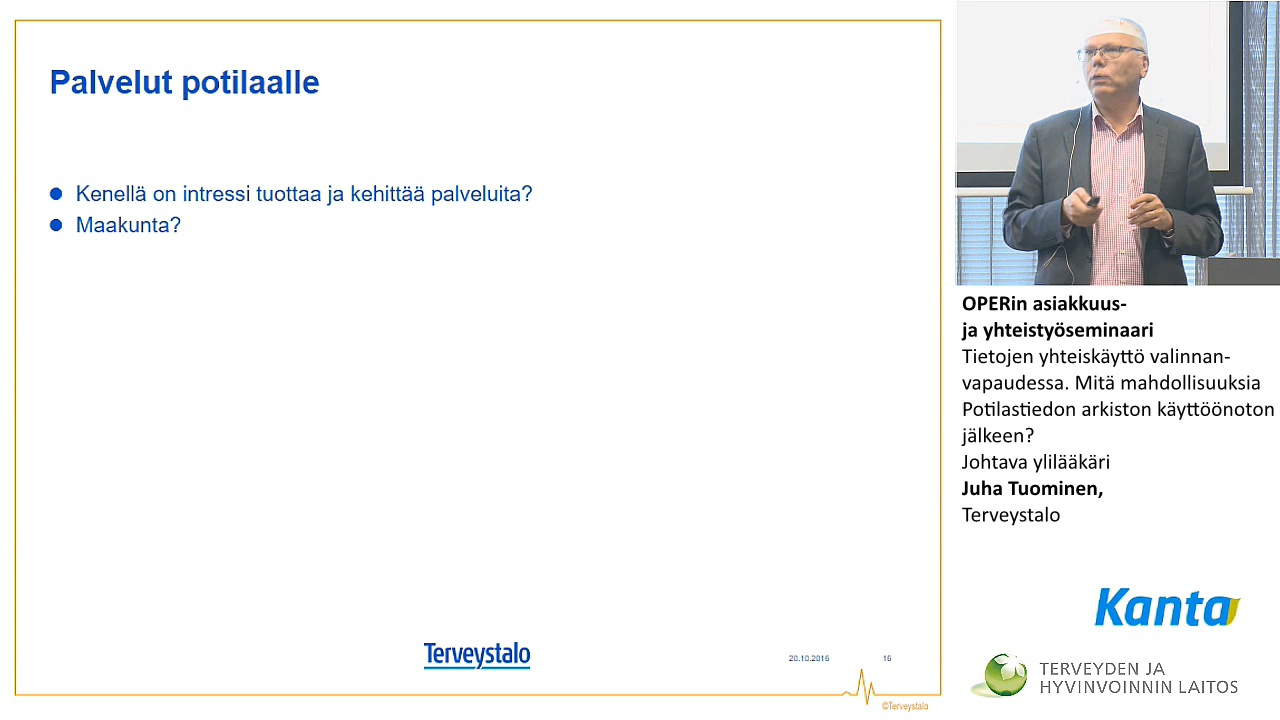 Palvelut potilaalle
Kenellä on intressi tuottaa ja kehittää palveluita?
Maakunta?
Terveystalo
20.10.2016
16
©Terveystalo
OPERin asiakkuus-
ja yhteistyöseminaari
Tietojen yhteiskäyttö valinnan-
vapaudessa. Mitä mahdollisuuksia
Potilastiedon arkiston käyttöönoton
jälkeen?
Johtava ylilääkäri
Juha Tuominen,
Terveystalo
Kanta
TERVEYDEN JA
HYVINVOINNIN LAITOS